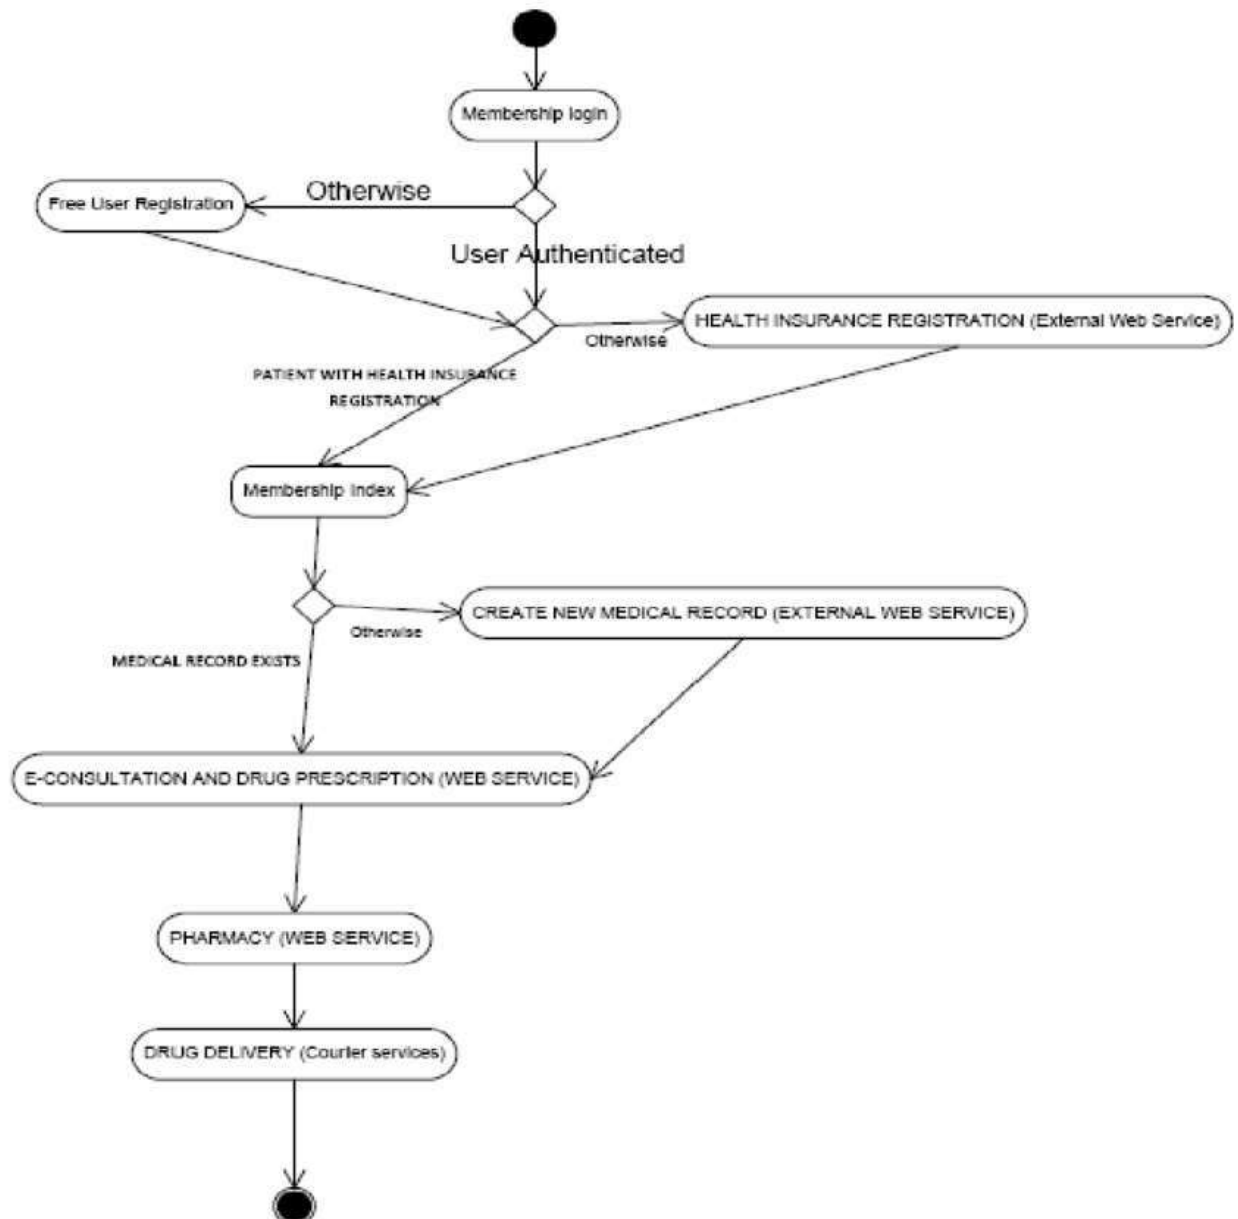 Membership login
Otherwise
Free User Registration
User Authenticated
HEALTH INSURANCE REGISTRATION (External Web Service)
Otherwise
PATIENT WITH HEALTH INSURANCE
REGISTRATION
Membership Index
CREATE NEW MEDICAL RECORD (EXTERNAL WEB SERVICE)
Otherwise
MEDICAL RECORD EXISTS
E-CONSULTATION AND DRUG PRESCRIPTION (WEB SERVICE)
PHARMACY (WEB SERVICE)
DRUG DELIVERY (Courier services)